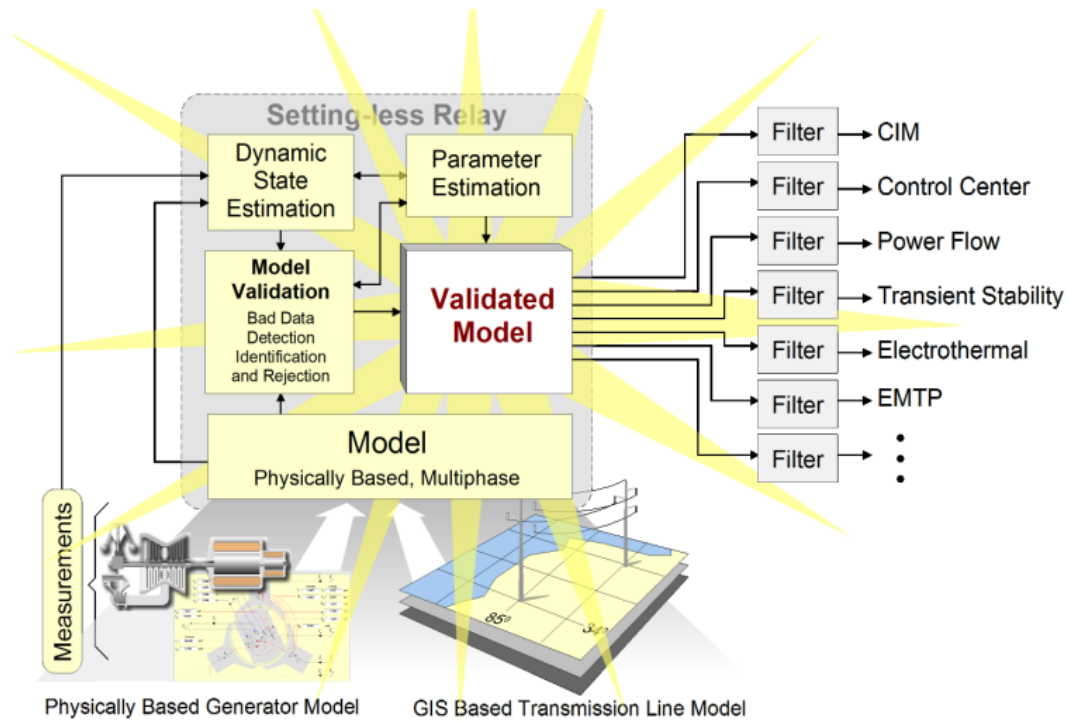 Setting-less Relay
Dynamic
State
Estimation
Parameter
Estimation
Model
Validation
Bad Data
Detection
Identification
and Rejection
Validated
Model
Model
Physically Based, Multiphase
Measurements
Filter
CIM
Filter
Control Center
Filter
Power Flow
Filter
Transient Stability
Filter
Electrothermal
Filter
EMTP
Filter
85º
34º
Physically Based Generator Model
GIS Based Transmission Line Model